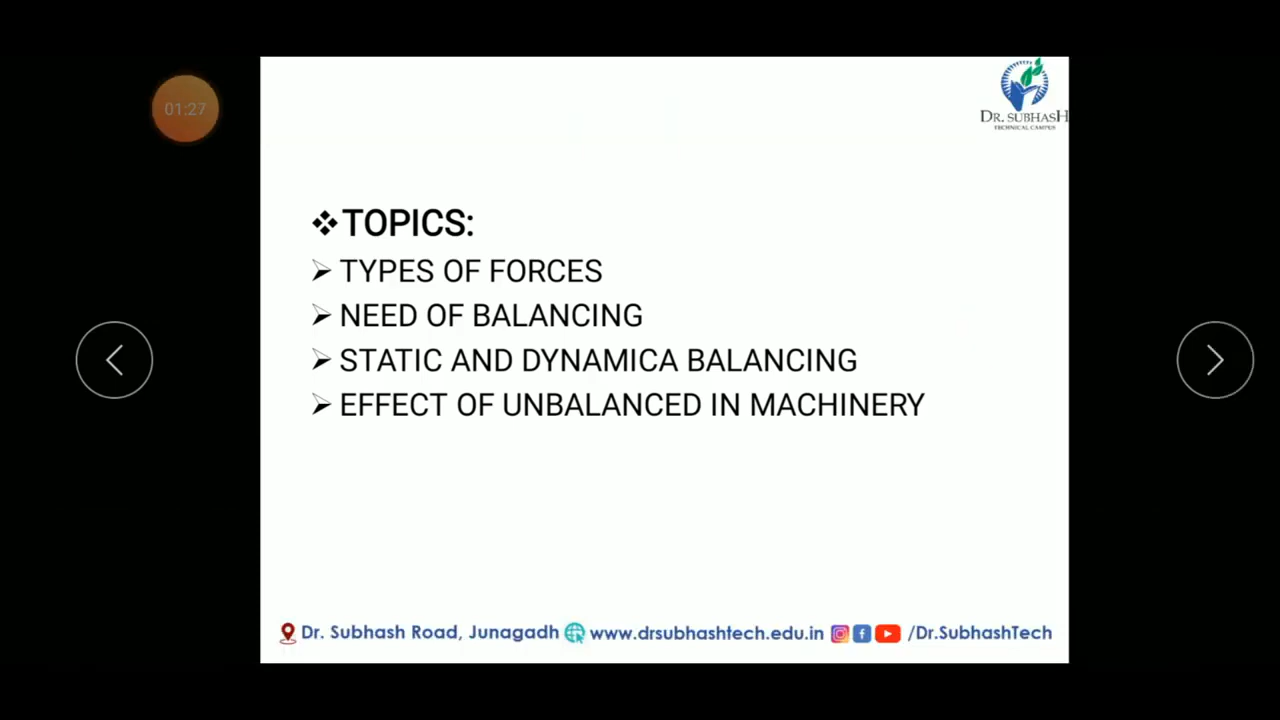 01:27
DR. SUBHASH
TECHNICAL CAMPUS
TOPICS:
TYPES OF FORCES
NEED OF BALANCING
STATIC AND DYNAMICA BALANCING
EFFECT OF UNBALANCED IN MACHINERY
Dr. Subhash Road, Junagadh www.drsubhashtech.edu.in /Dr.SubhashTech